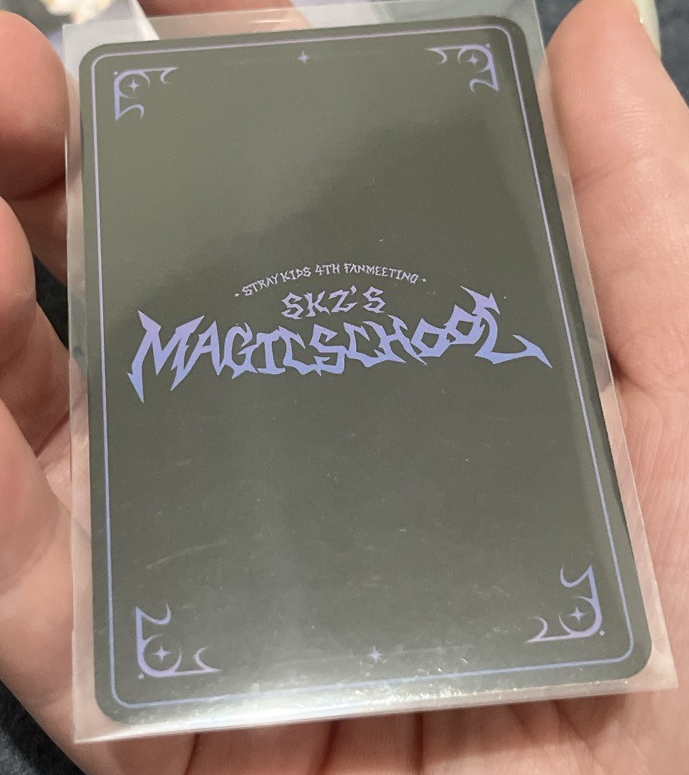 · STRAY KIDS 4TH FANMEETING ·
SKZ'S
MAGIC SCHOOL